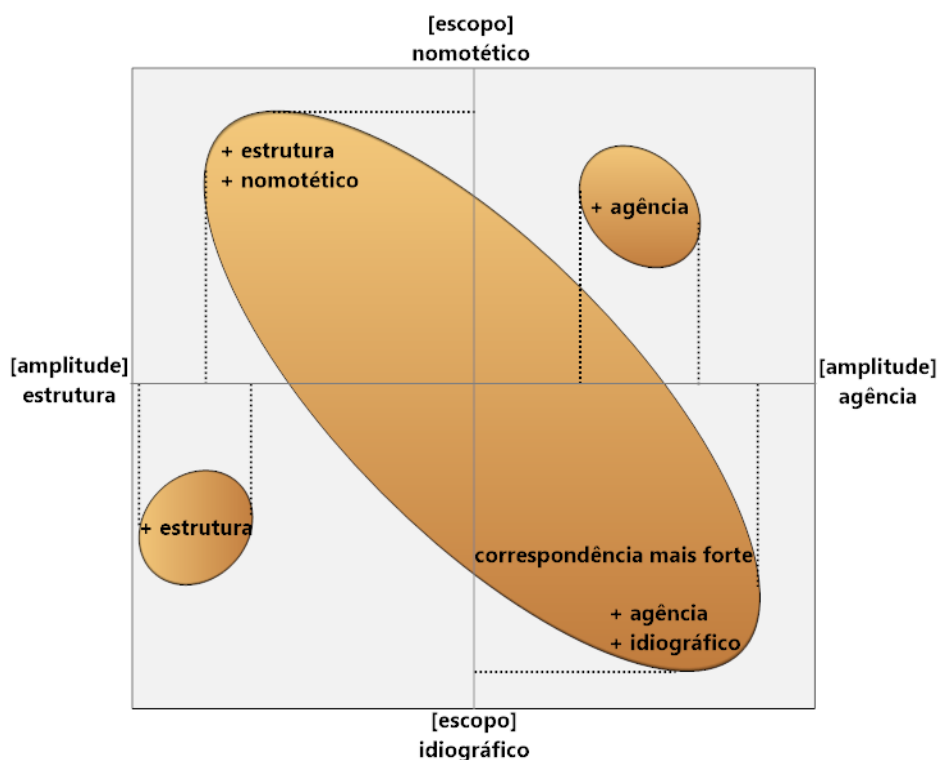 [escopo]
nomotético
+ estrutura
+ nomotético
+ agência
[amplitude]
estrutura
[amplitude]
agência
+ estrutura
correspondência mais forte
+ agência
+ idiográfico
[escopo]
idiográfico